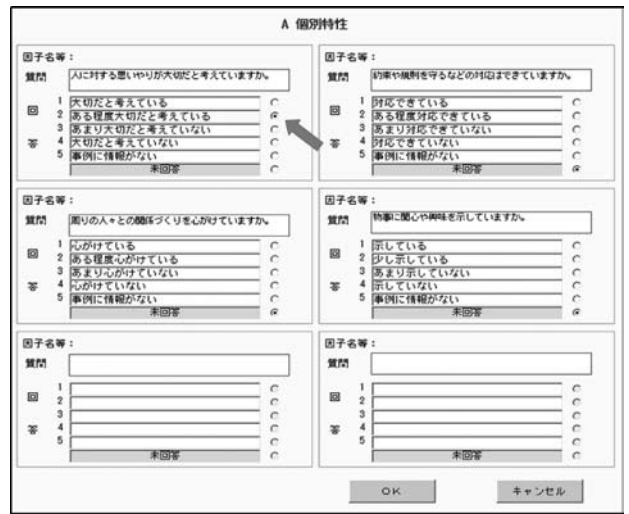 A 個別特性
因子名等:
質問 人に対する思いやりが大切だと考えていますか。
回答
1 大切だと考えている
2 ある程度大切だと考えている
3 あまり大切だと考えていない
4 大切だと考えていない
5 事例に情報がない
未回答
因子名等:
質問 約束や規則を守るなどの対応はできていますか。
回答
1 対応できている
2 ある程度対応できている
3 あまり対応できていない
4 対応できていない
5 事例に情報がない
未回答
因子名等:
質問 周りの人々との関係づくりを心がけていますか。
回答
1 心がけている
2 ある程度心がけている
3 あまり心がけていない
4 心がけていない
5 事例に情報がない
未回答
因子名等:
質問 物事に関心や興味を示していますか。
回答
1 示している
2 少し示している
3 あまり示していない
4 示していない
5 事例に情報がない
未回答
因子名等:
質問
回答
1
2
3
4
5
未回答
因子名等:
質問
回答
1
2
3
4
5
未回答
OK キャンセル